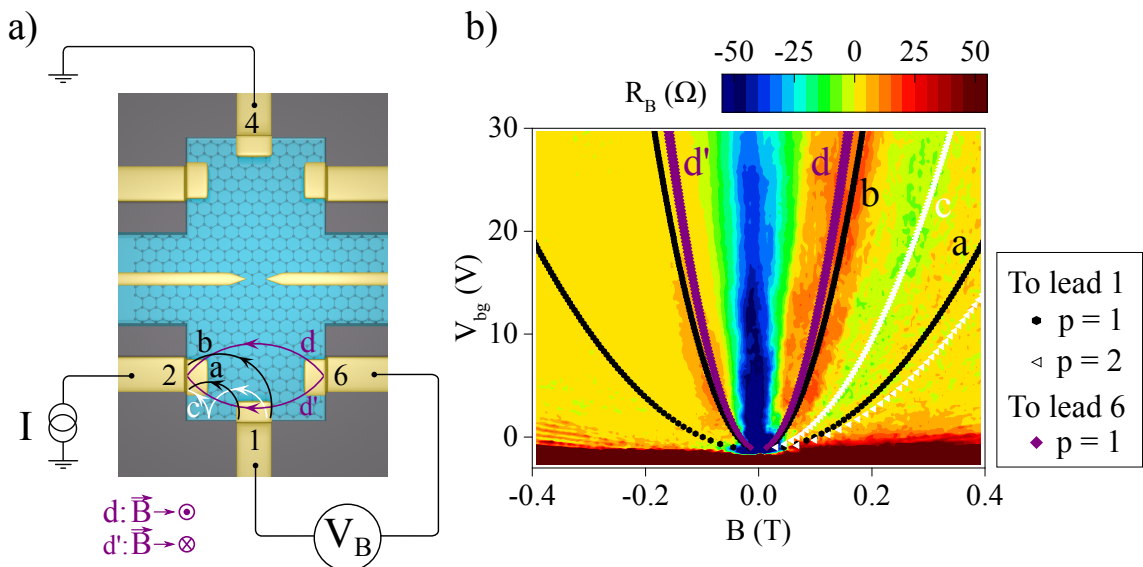 a)
4
2
b
a
c
d
d'
6
1
I
V_B
d: B→⊙
d': B→⊗
b)
-50 -25 0 25 50
R_B (Ω)
30
20
10
0
V_bg (V)
d' d
b
c
a
-0.4 -0.2 0.0 0.2 0.4
B (T)
To lead 1
p = 1
p = 2
To lead 6
p = 1